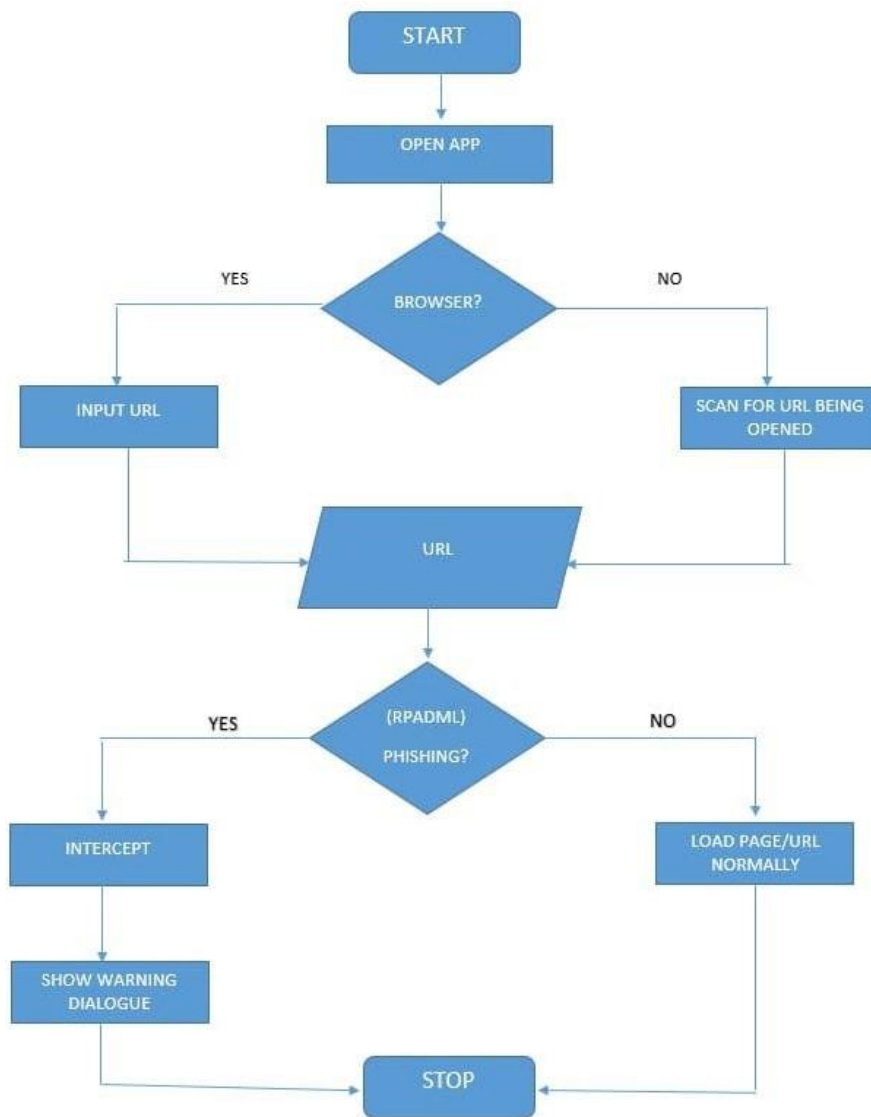 START
OPEN APP
BROWSER?
YES
NO
INPUT URL
SCAN FOR URL BEING
OPENED
URL
(RPADML)
PHISHING?
YES
NO
INTERCEPT
LOAD PAGE/URL
NORMALLY
SHOW WARNING
DIALOGUE
STOP